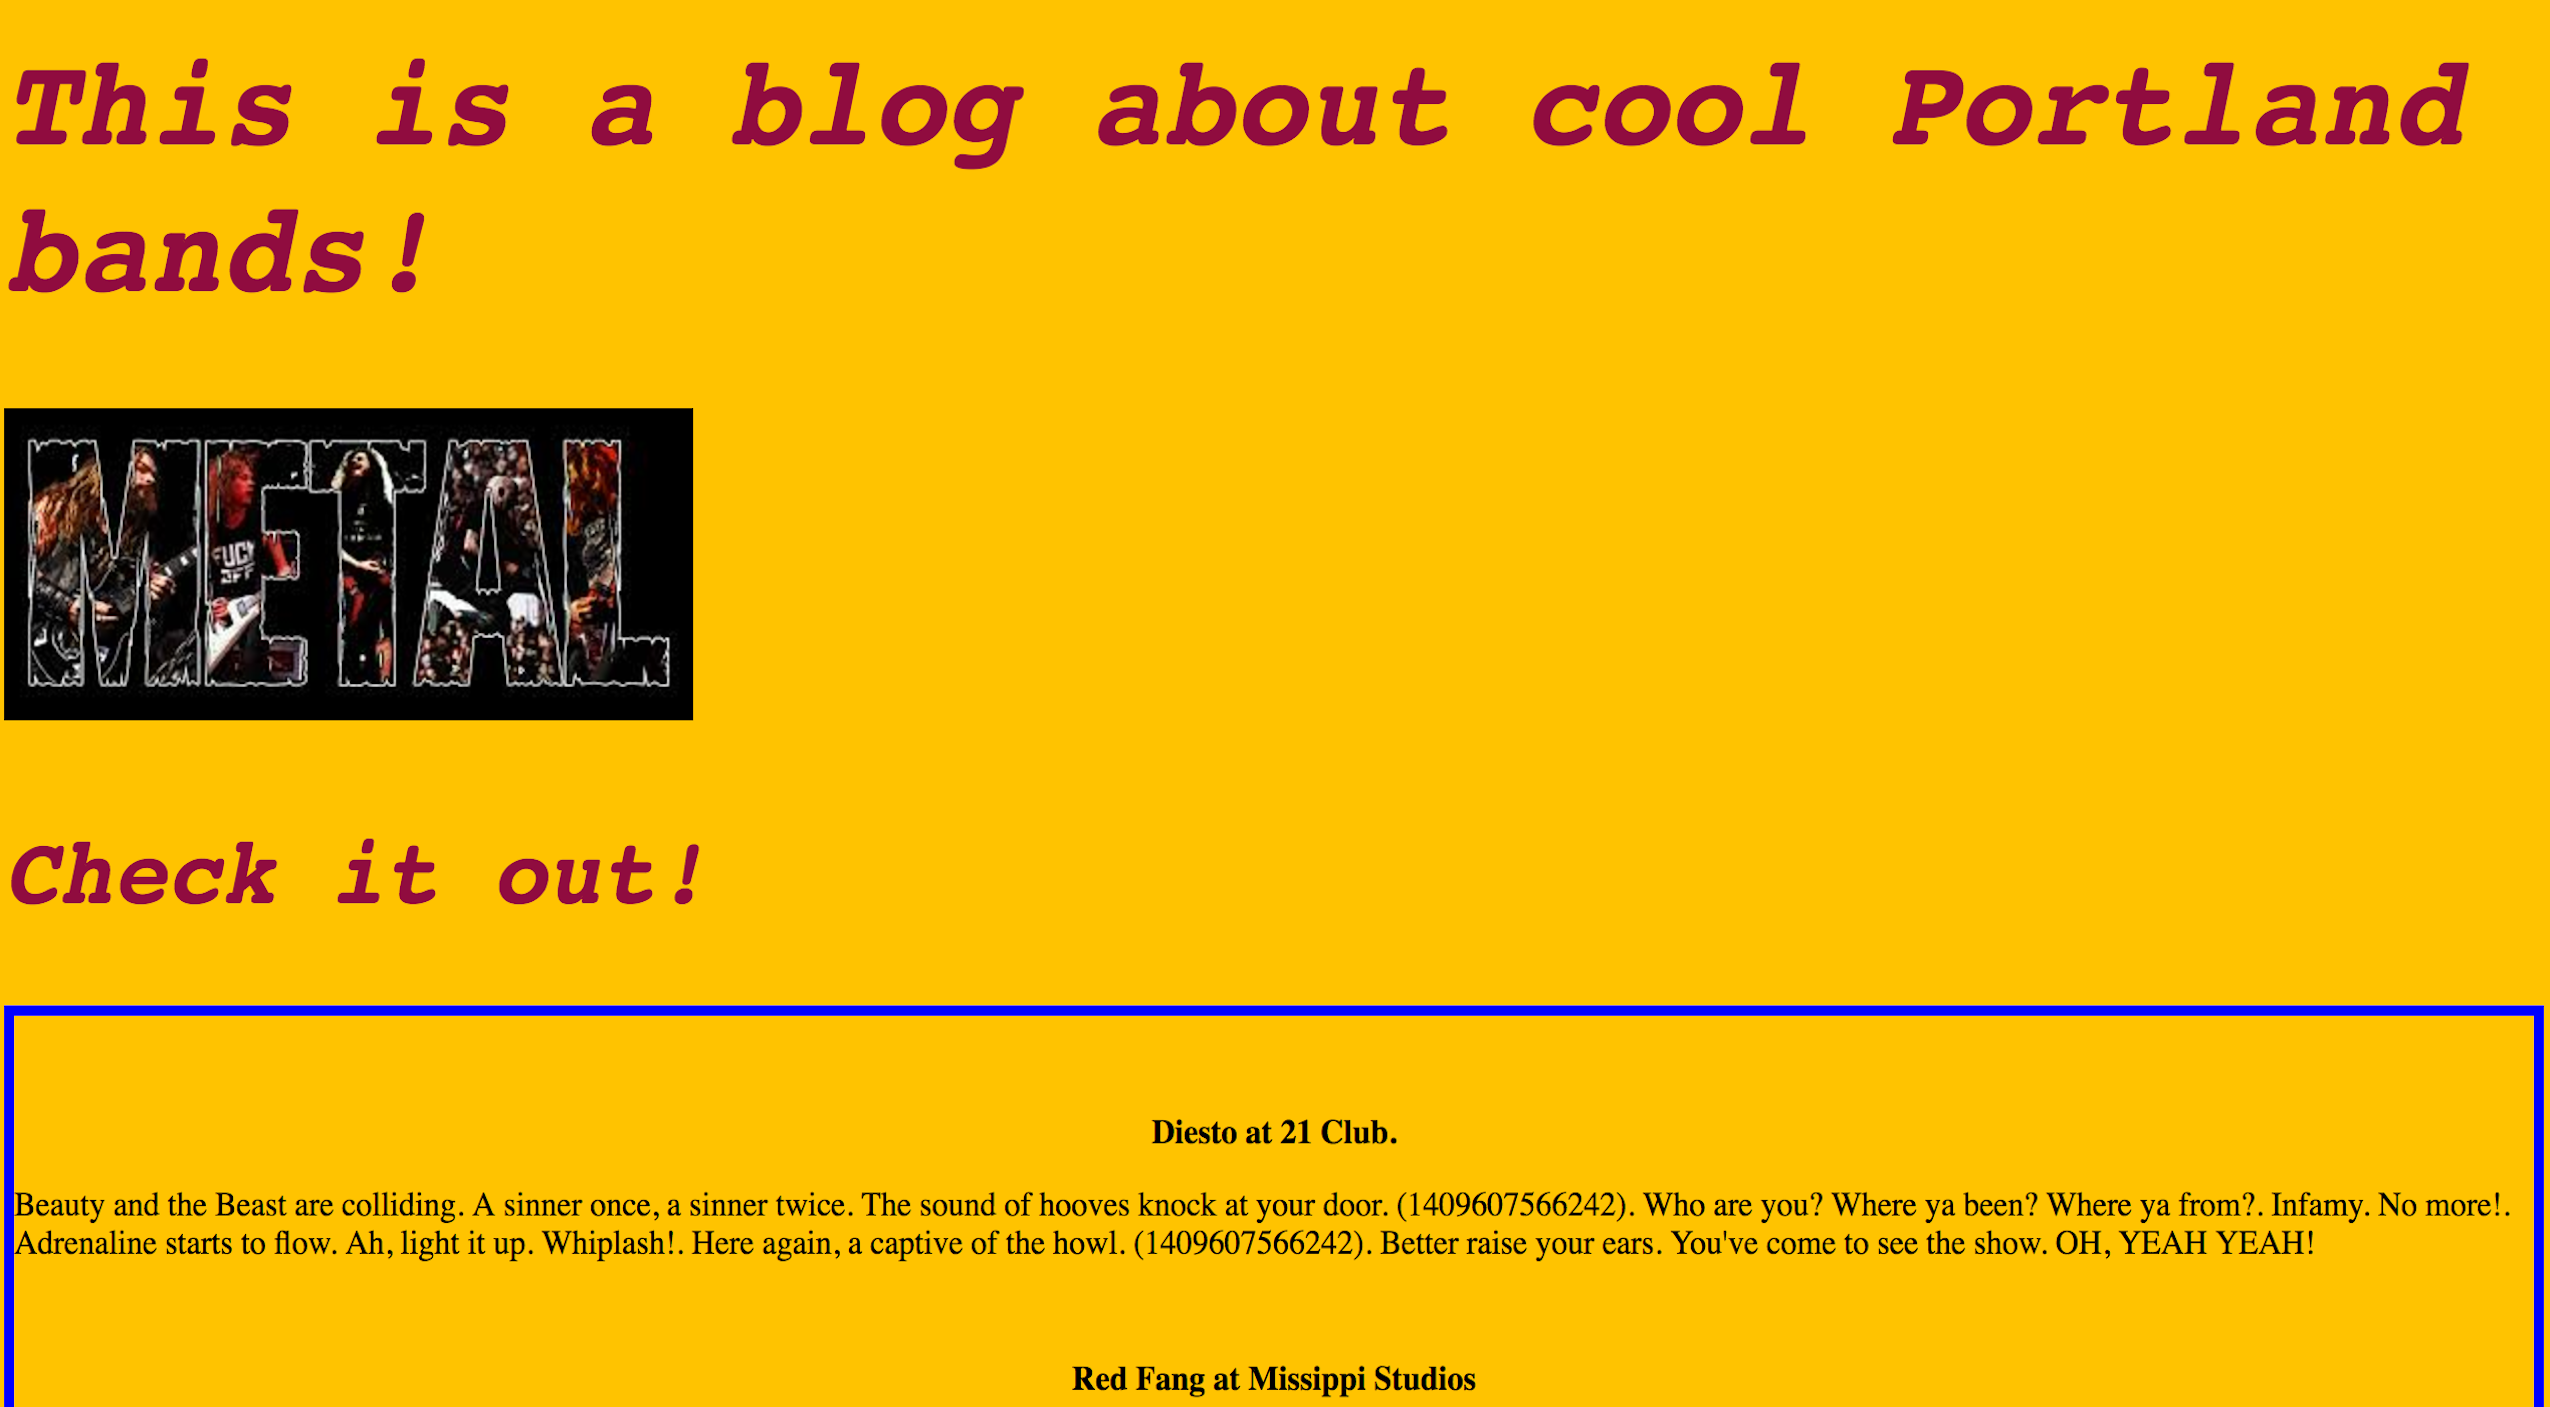 This is a blog about cool Portland
bands!
METAL
FUCK
OFF
Check it out!
Diesto at 21 Club.
Beauty and the Beast are colliding. A sinner once, a sinner twice. The sound of hooves knock at your door. (1409607566242). Who are you? Where ya been? Where ya from?. Infamy. No more!.
Adrenaline starts to flow. Ah, light it up. Whiplash!. Here again, a captive of the howl. (1409607566242). Better raise your ears. You've come to see the show. OH, YEAH YEAH!
Red Fang at Missippi Studios